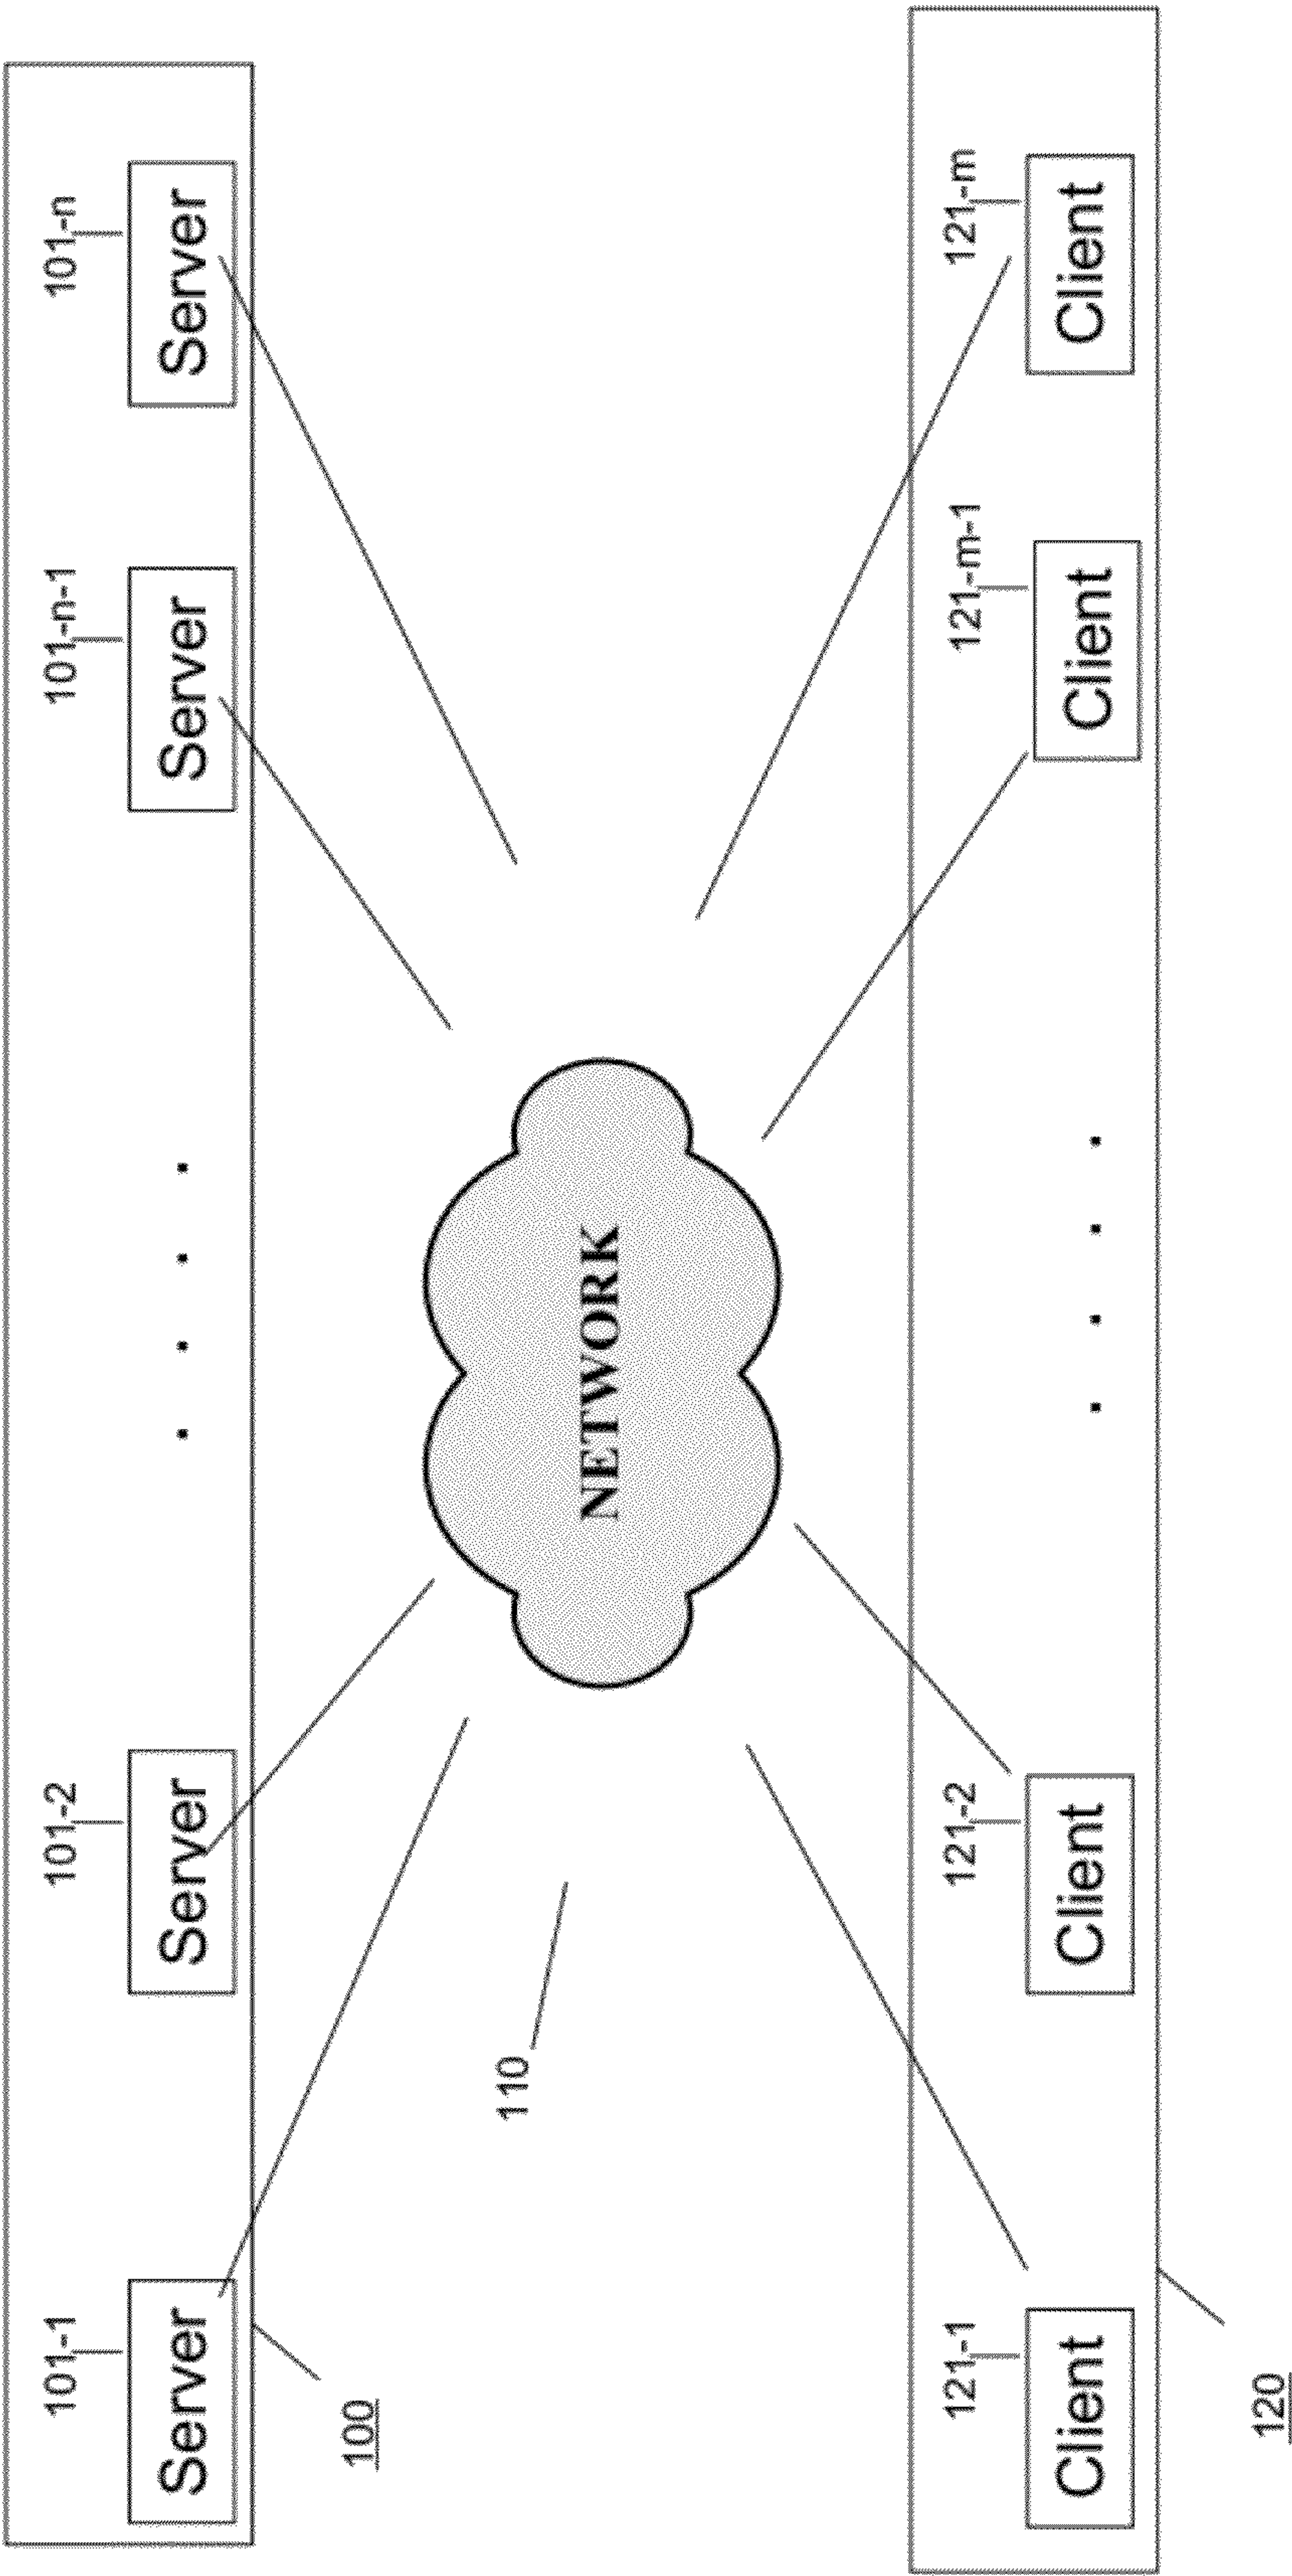 101-1
101-2
101-n-1
101-n
Server
Server
Server
Server
100
110
NETWORK
121-1
121-2
121-m-1
121-m
Client
Client
Client
Client
120